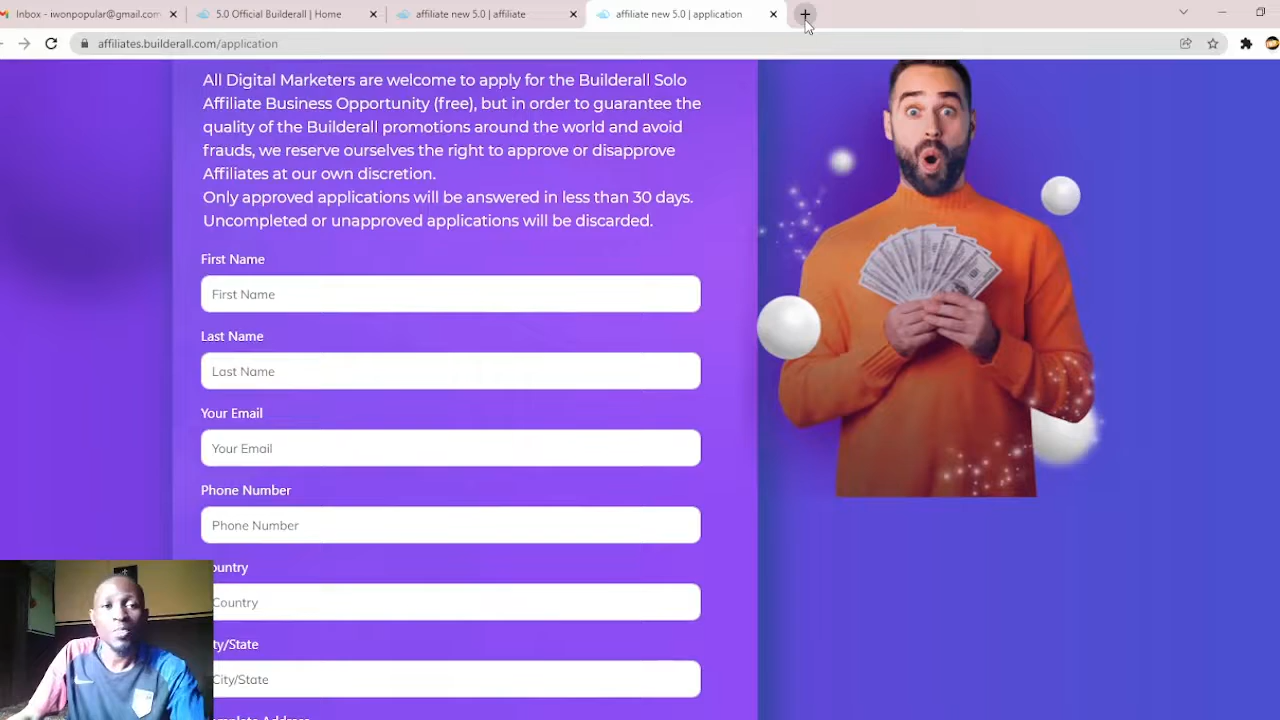 Inbox - iwonpopular@gmail.com
5.0 Official Builderall | Home
affiliate new 5.0 | affiliate
affiliate new 5.0 | application
affiliates.builderall.com/application
All Digital Marketers are welcome to apply for the Builderall Solo
Affiliate Business Opportunity (free), but in order to guarantee the
quality of the Builderall promotions around the world and avoid
frauds, we reserve ourselves the right to approve or disapprove
Affiliates at our own discretion.
Only approved applications will be answered in less than 30 days.
Uncompleted or unapproved applications will be discarded.
First Name
First Name
Last Name
Last Name
Your Email
Your Email
Phone Number
Phone Number
ountry
Country
ty/State
City/State